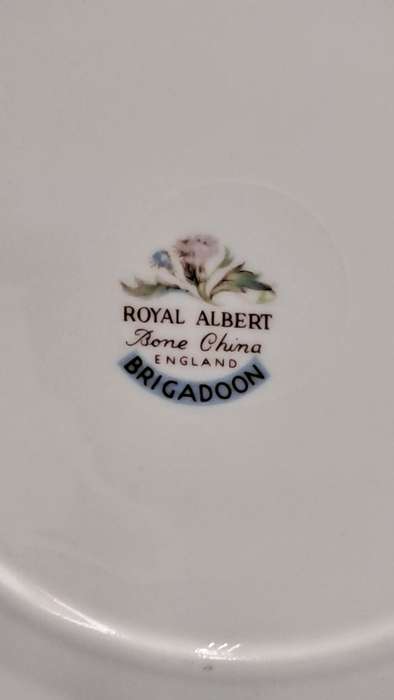 ROYAL ALBERT
Bone China
ENGLAND
BRIGADOON